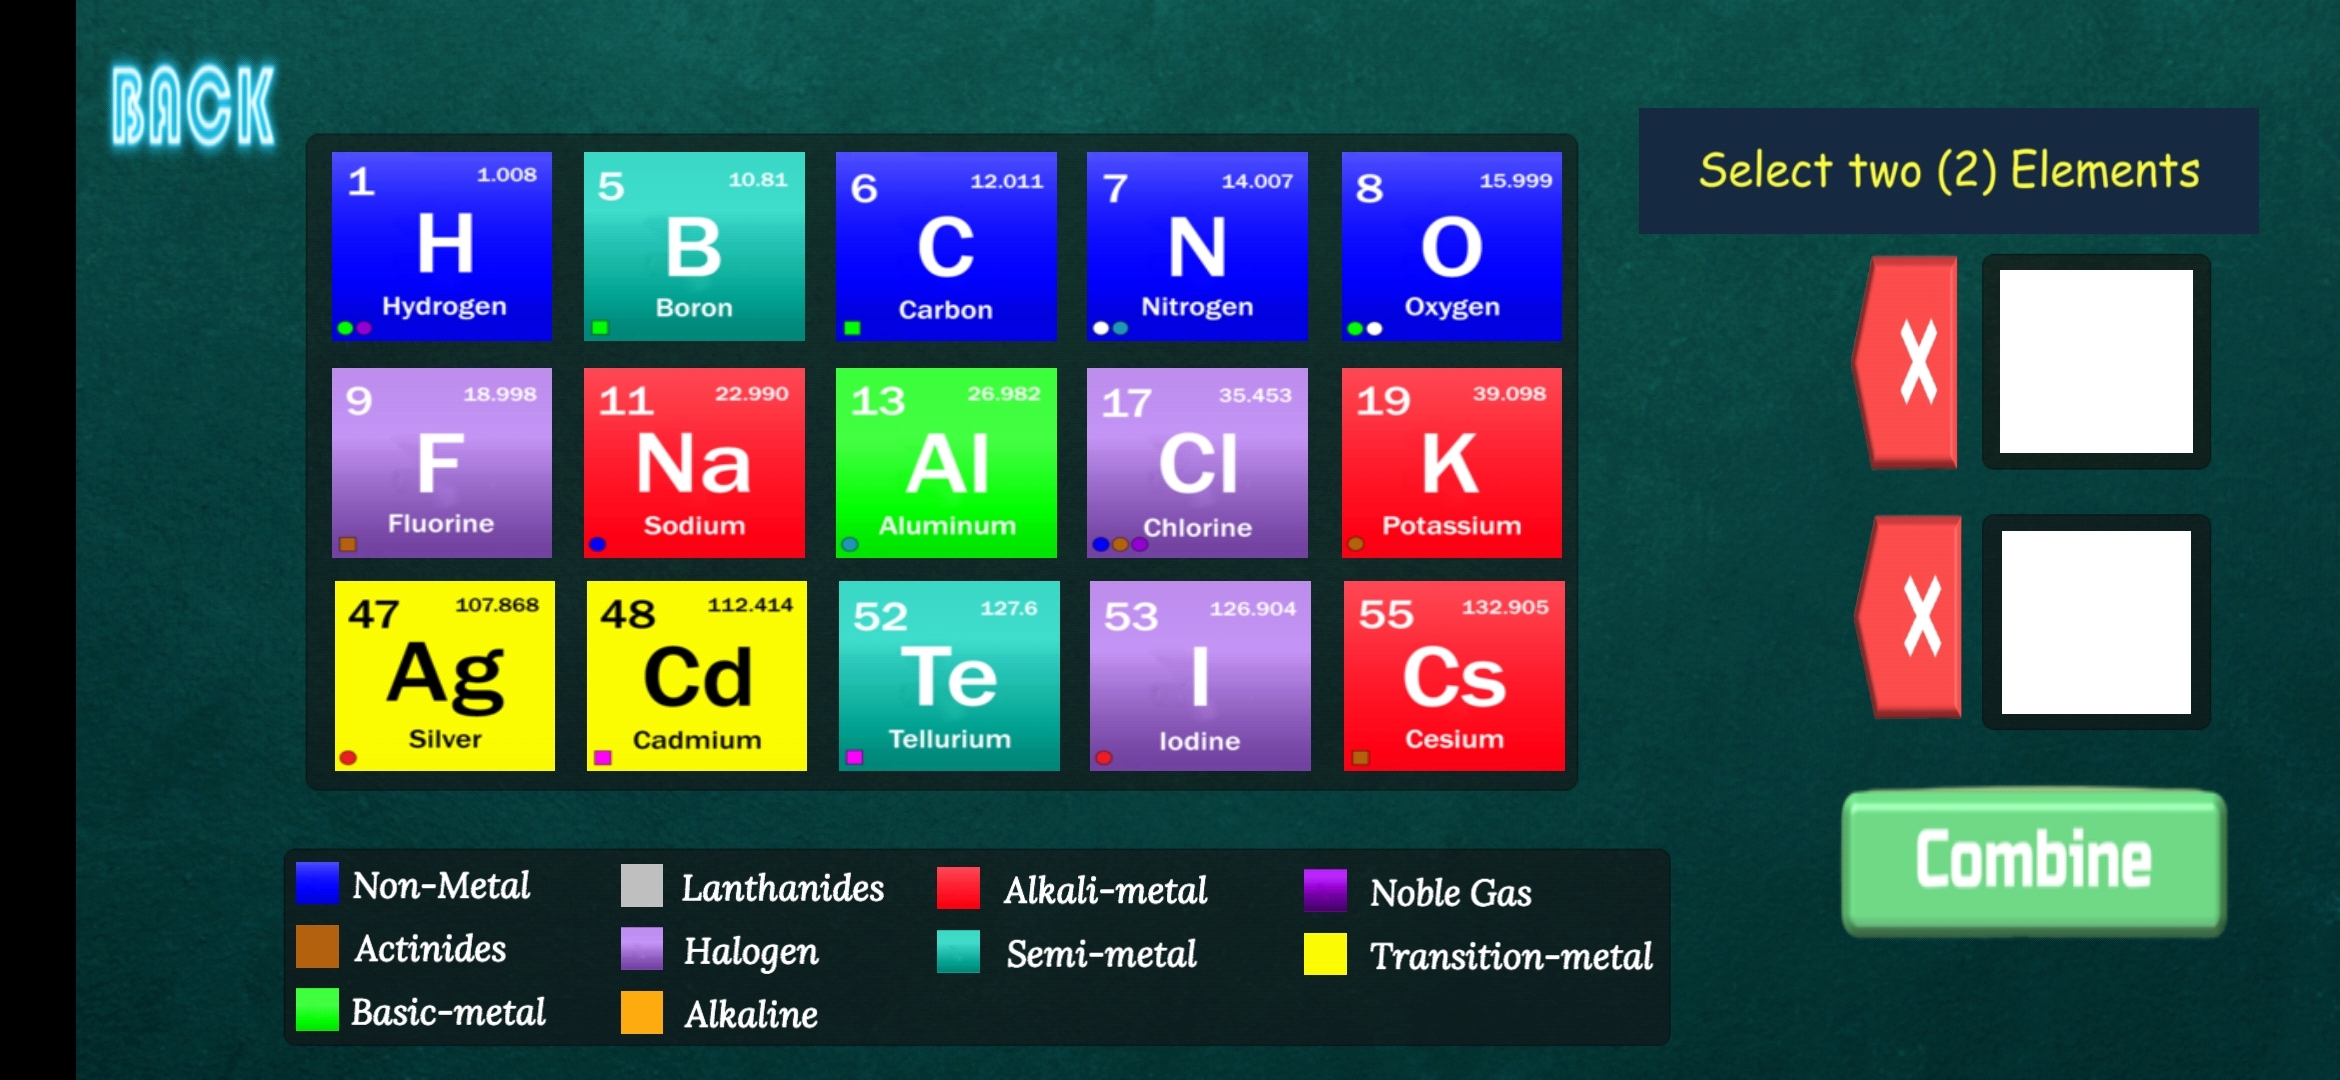 BACK
Select two (2) Elements
1 1.008
H
Hydrogen
5 10.81
B
Boron
6 12.011
C
Carbon
7 14.007
N
Nitrogen
8 15.999
O
Oxygen
9 18.998
F
Fluorine
11 22.990
Na
Sodium
13 26.982
Al
Aluminum
17 35.453
Cl
Chlorine
19 39.098
K
Potassium
47 107.868
Ag
Silver
48 112.414
Cd
Cadmium
52 127.6
Te
Tellurium
53 126.904
I
Iodine
55 132.905
Cs
Cesium
X
X
Combine
Non-Metal
Lanthanides
Alkali-metal
Noble Gas
Actinides
Halogen
Semi-metal
Transition-metal
Basic-metal
Alkaline